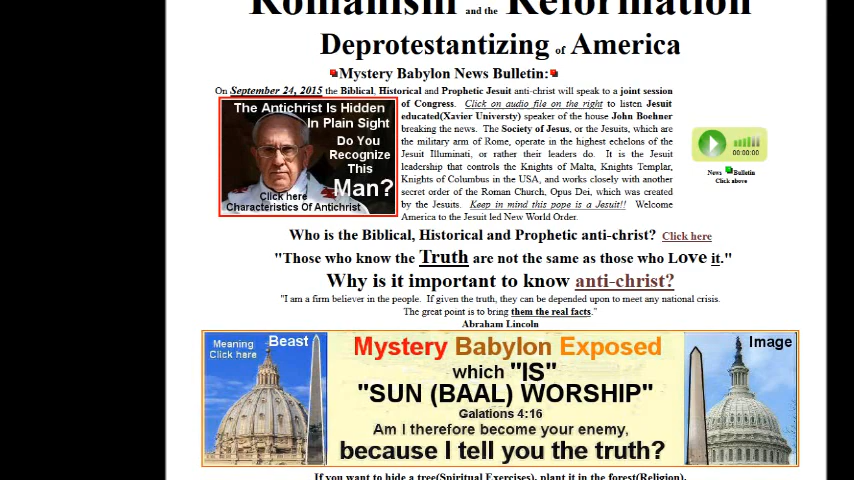 Romanism and the Reformation
Deprotestantizing of America
Mystery Babylon News Bulletin:
On September 24, 2015 the Biblical, Historical and Prophetic Jesuit anti-christ will speak to a joint session
of Congress. Click on audio file on the right to listen Jesuit
educated(Xavier Universty) speaker of the house John Boehner
breaking the news. The Society of Jesus, or the Jesuits, which are
the military arm of Rome, operate in the highest echelons of the
Jesuit Illuminati, or rather their leaders do. It is the Jesuit
leadership that controls the Knights of Malta, Knights Templar,
Knights of Columbus in the USA, and works closely with another
secret order of the Roman Church, Opus Dei, which was created
by the Jesuits. Keep in mind this pope is a Jesuit!! Welcome
America to the Jesuit led New World Order.
The Antichrist Is Hidden
In Plain Sight
Do You
Recognize
This
Man?
Click here
Characteristics Of Antichrist
00:00:00
News Bulletin
Click above
Who is the Biblical, Historical and Prophetic anti-christ? Click here
"Those who know the Truth are not the same as those who Love it."
Why is it important to know anti-christ?
"I am a firm believer in the people. If given the truth, they can be depended upon to meet any national crisis.
The great point is to bring them the real facts."
Abraham Lincoln
Meaning:
Click here
Beast
Mystery Babylon Exposed
which "IS"
"SUN (BAAL) WORSHIP"
Galations 4:16
Am I therefore become your enemy,
because I tell you the truth?
Image
If you want to hide a tree(Spiritual Exercises), plant it in the forest(Religion).